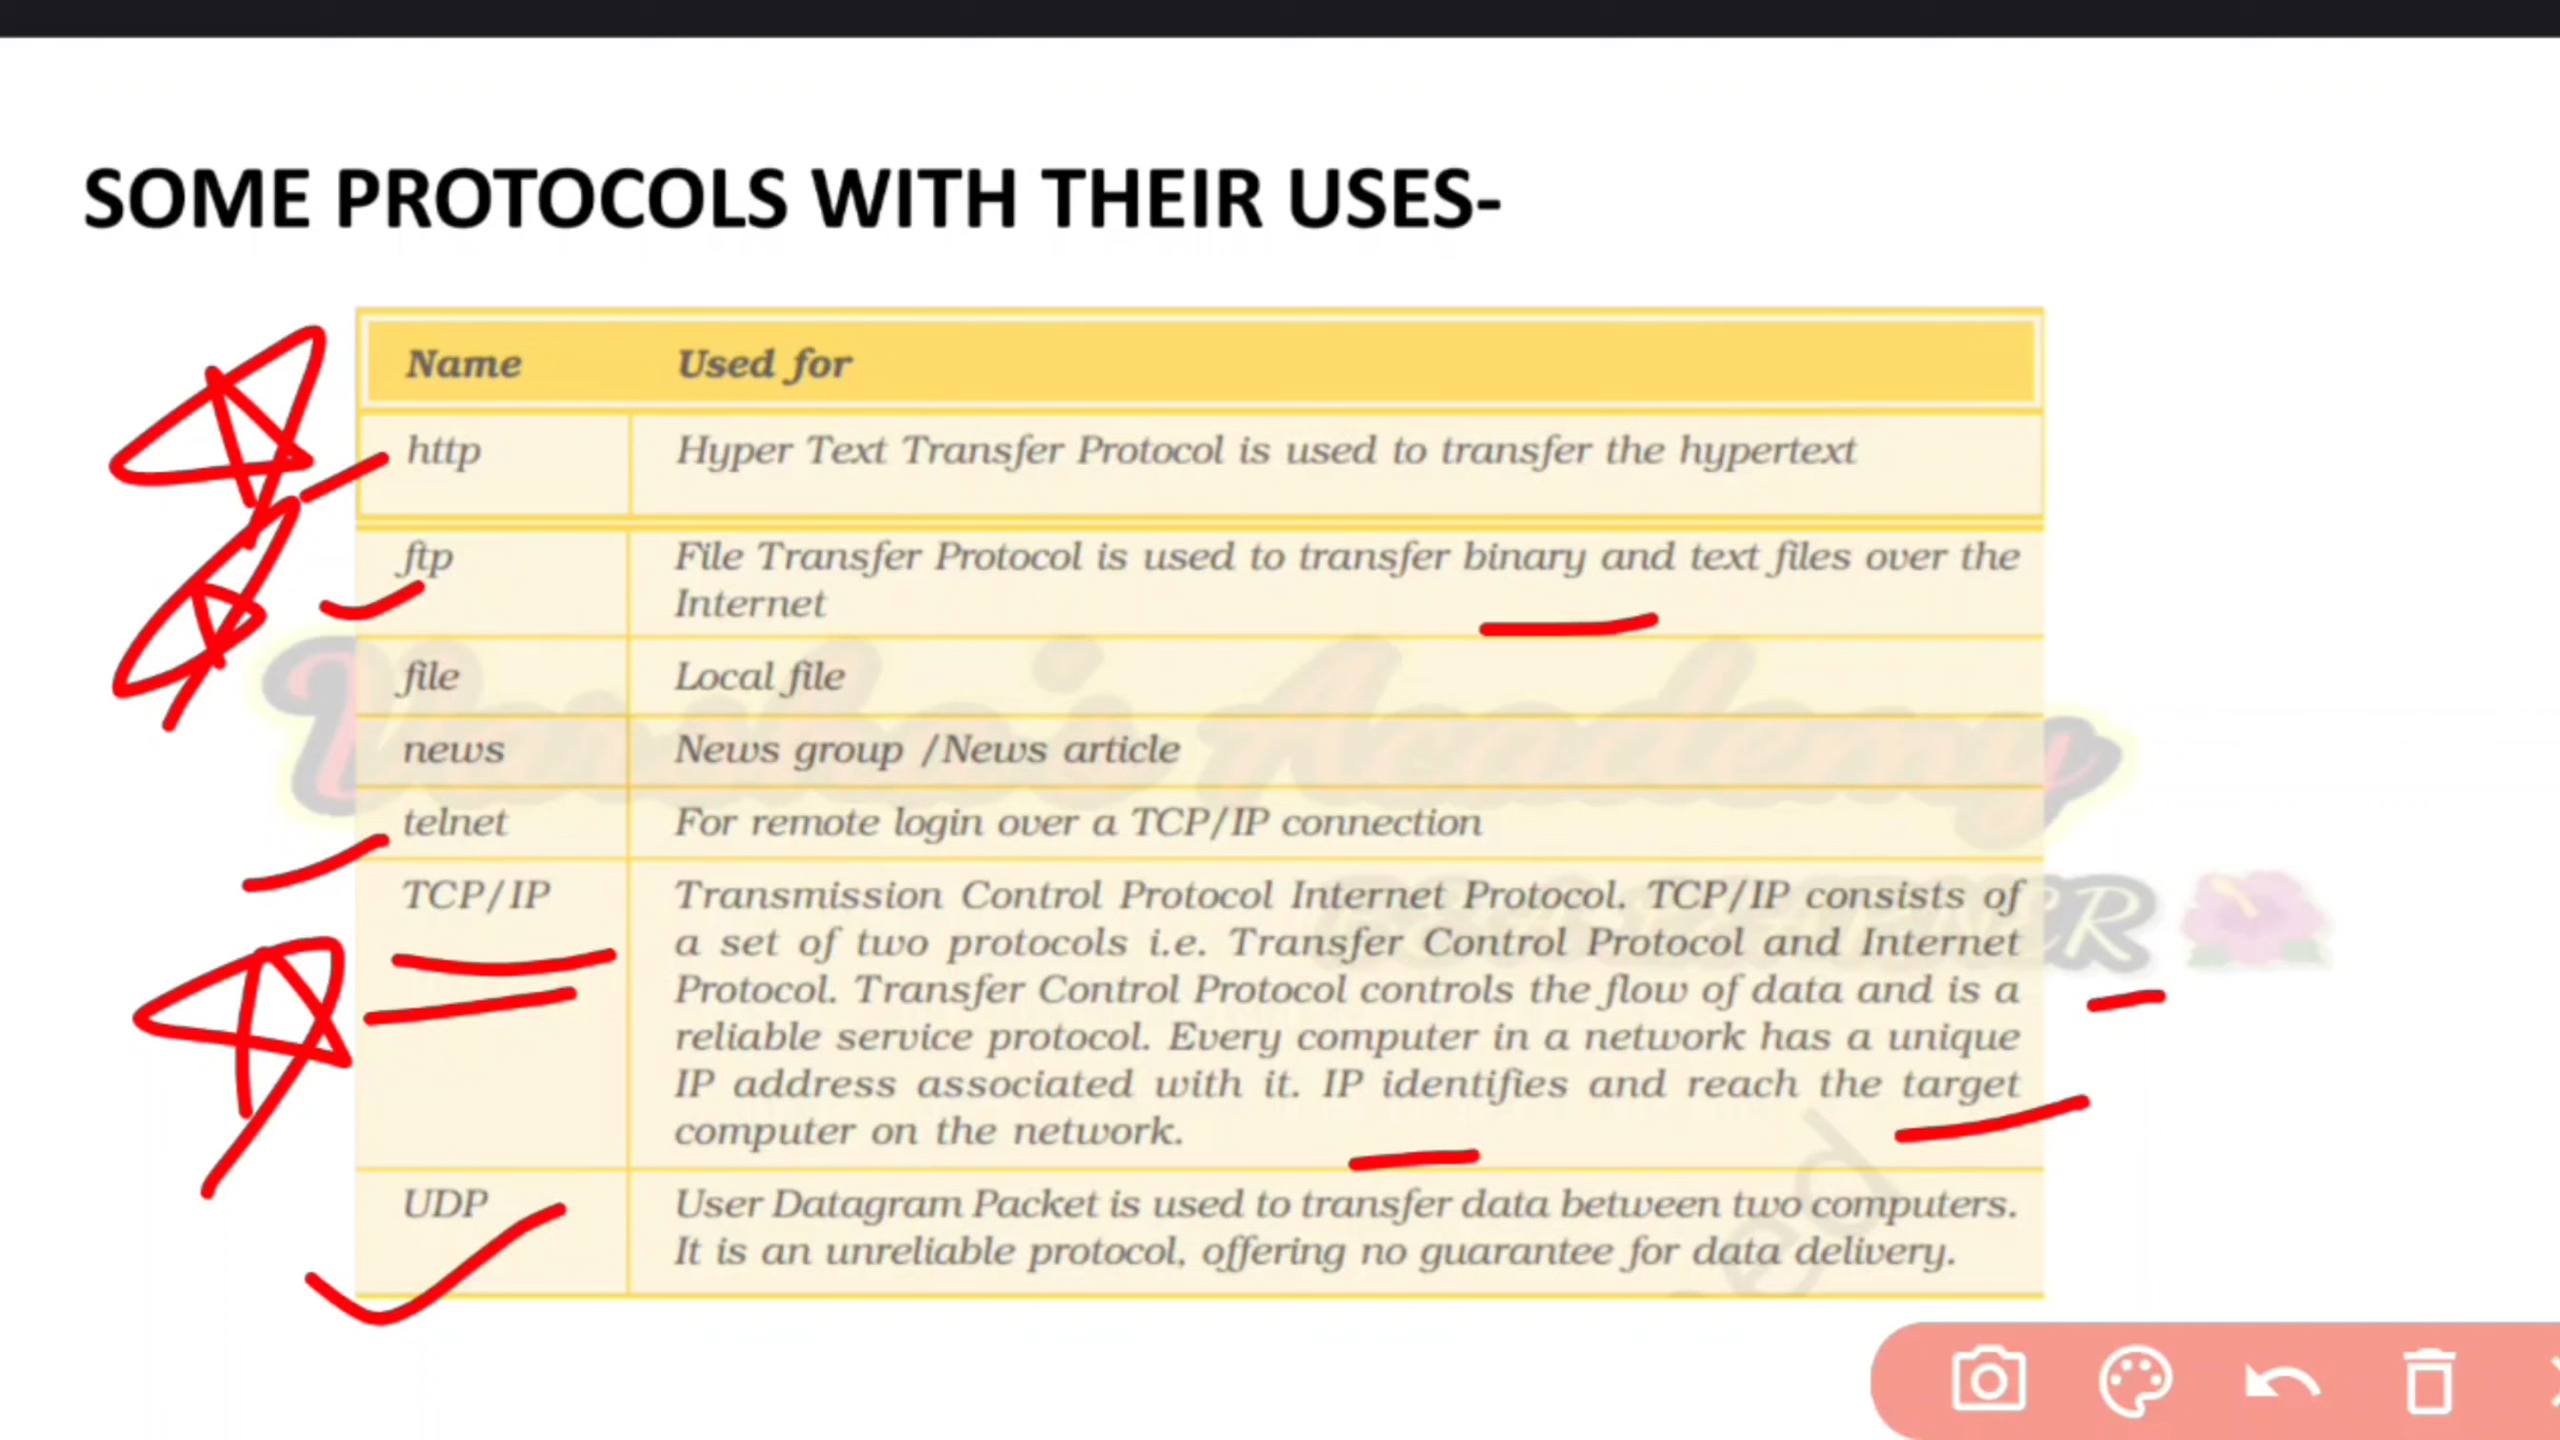 SOME PROTOCOLS WITH THEIR USES-
Name Used for
http Hyper Text Transfer Protocol is used to transfer the hypertext
ftp File Transfer Protocol is used to transfer binary and text files over the
Internet
file Local file
news News group /News article
telnet For remote login over a TCP/IP connection
TCP/IP Transmission Control Protocol Internet Protocol. TCP/IP consists of
a set of two protocols i.e. Transfer Control Protocol and Internet
Protocol. Transfer Control Protocol controls the flow of data and is a
reliable service protocol. Every computer in a network has a unique
IP address associated with it. IP identifies and reach the target
computer on the network.
UDP User Datagram Packet is used to transfer data between two computers.
It is an unreliable protocol, offering no guarantee for data delivery.
Academy